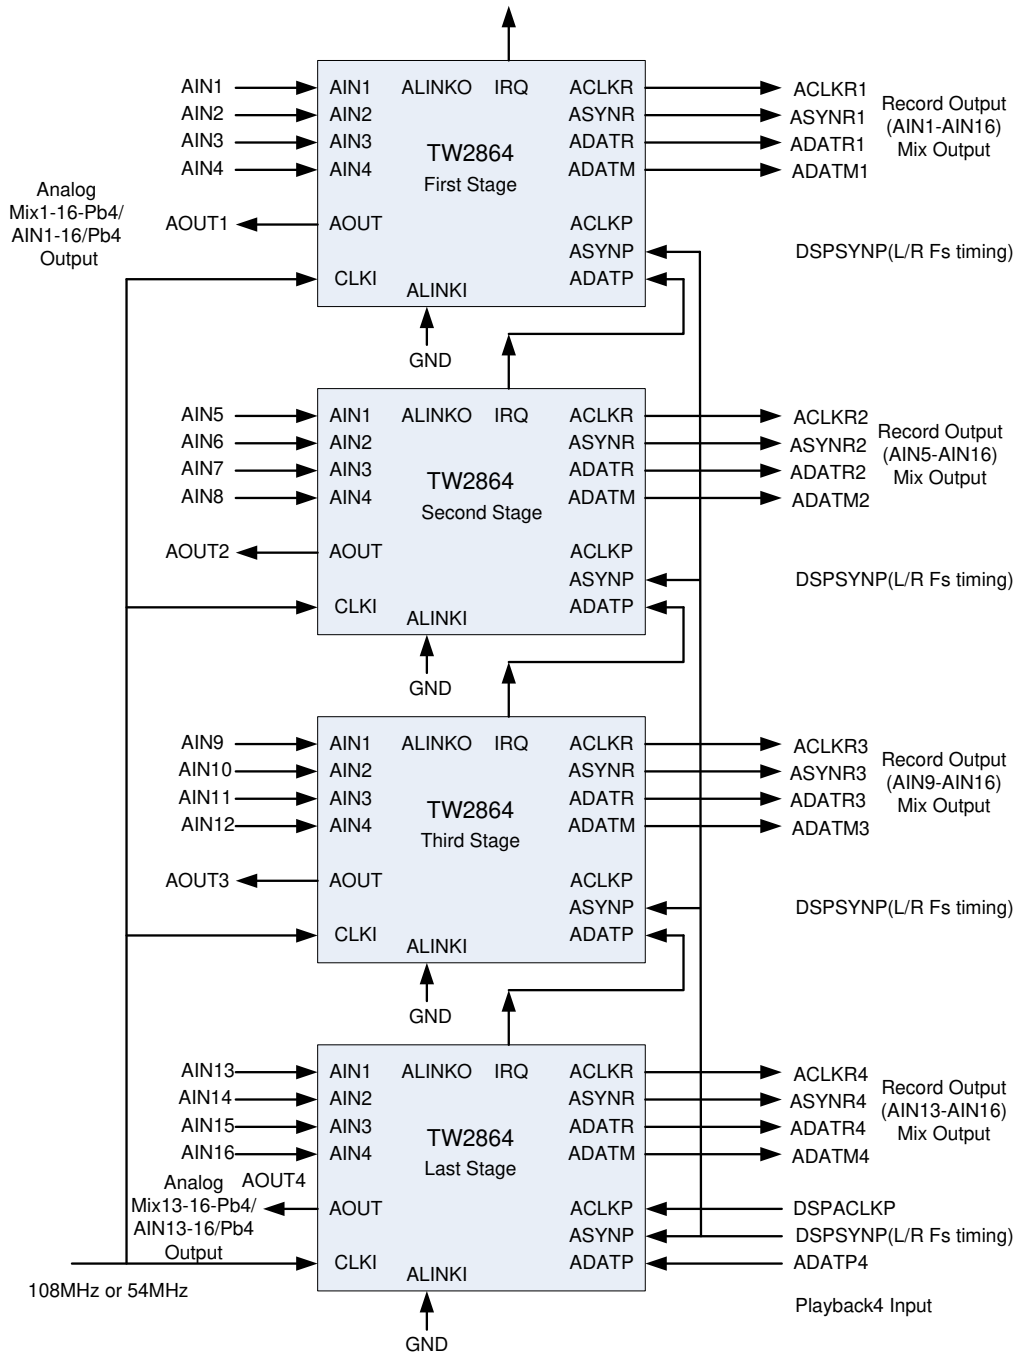 AIN1 AIN1 ALINKO IRQ ACLKR ACLKR1
AIN2 AIN2 ASYNR ASYNR1
AIN3 AIN3 ADATR ADATR1
AIN4 AIN4 ADATM ADATM1
Record Output
(AIN1-AIN16)
Mix Output
TW2864
First Stage
Analog
Mix1-16-Pb4/
AIN1-16/Pb4
Output
AOUT1 AOUT ACLKP
ASYNP DSPSYNP(L/R Fs timing)
CLKI ADATP
ALINKI
GND
AIN5 AIN1 ALINKO IRQ ACLKR ACLKR2
AIN6 AIN2 ASYNR ASYNR2
AIN7 AIN3 ADATR ADATR2
AIN8 AIN4 ADATM ADATM2
Record Output
(AIN5-AIN16)
Mix Output
TW2864
Second Stage
AOUT2 AOUT ACLKP
ASYNP DSPSYNP(L/R Fs timing)
CLKI ADATP
ALINKI
GND
AIN9 AIN1 ALINKO IRQ ACLKR ACLKR3
AIN10 AIN2 ASYNR ASYNR3
AIN11 AIN3 ADATR ADATR3
AIN12 AIN4 ADATM ADATM3
Record Output
(AIN9-AIN16)
Mix Output
TW2864
Third Stage
AOUT3 AOUT ACLKP
ASYNP DSPSYNP(L/R Fs timing)
CLKI ADATP
ALINKI
GND
AIN13 AIN1 ALINKO IRQ ACLKR ACLKR4
AIN14 AIN2 ASYNR ASYNR4
AIN15 AIN3 ADATR ADATR4
AIN16 AIN4 ADATM ADATM4
Record Output
(AIN13-AIN16)
Mix Output
TW2864
Last Stage
Analog
Mix13-16-Pb4/
AIN13-16/Pb4
Output
AOUT4 AOUT ACLKP DSPACLKP
ASYNP DSPSYNP(L/R Fs timing)
CLKI ADATP ADATP4
ALINKI
108MHz or 54MHz
Playback4 Input
GND